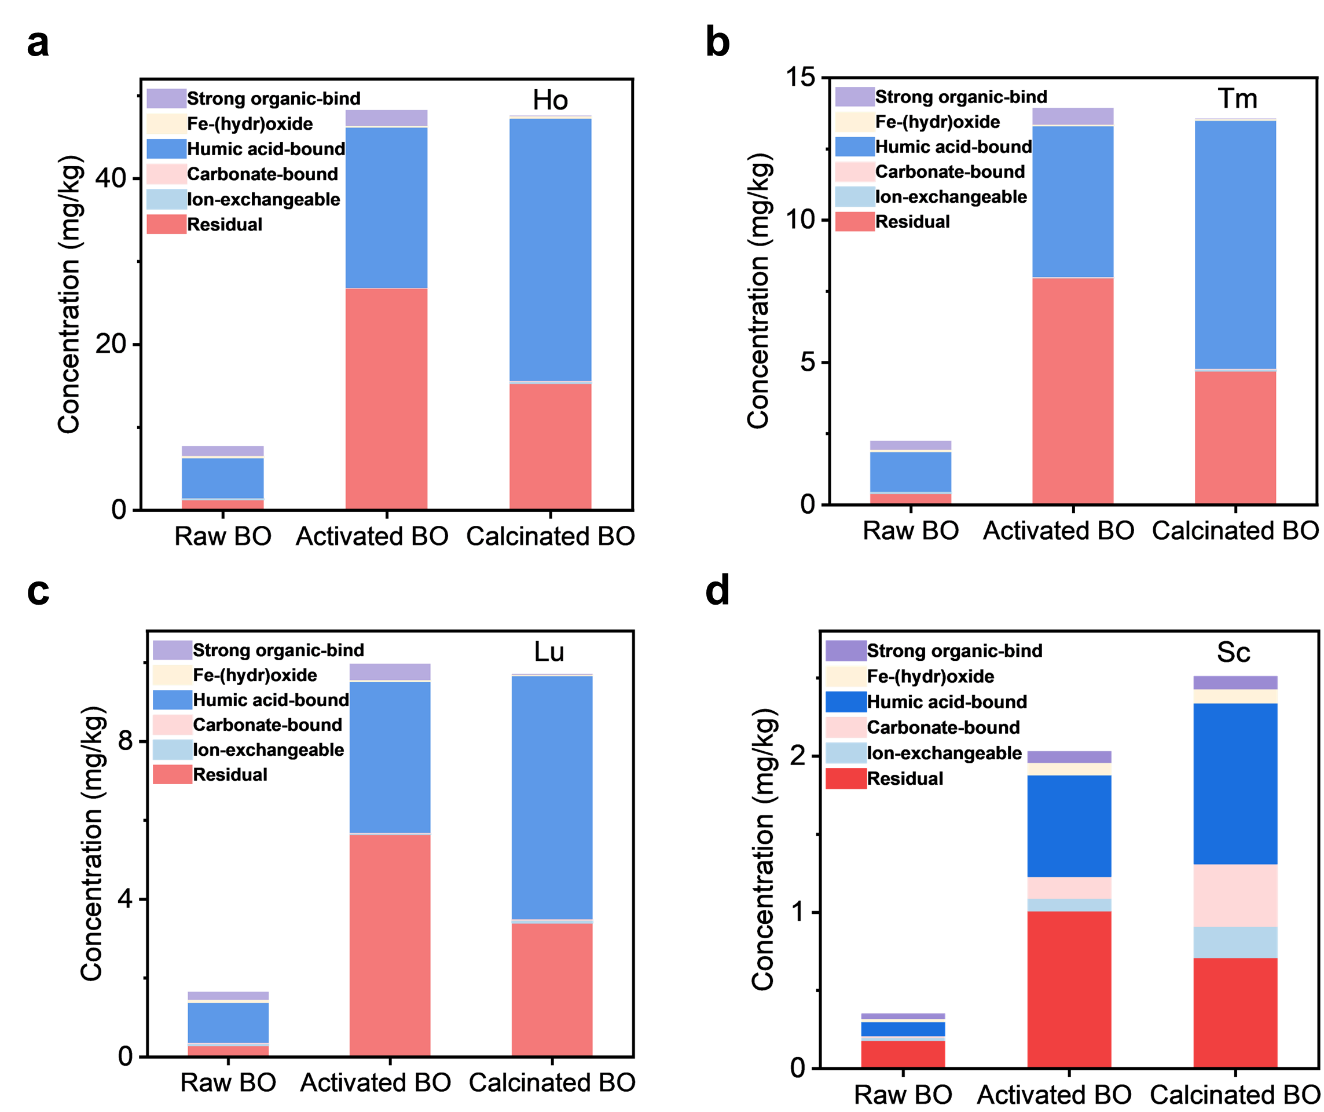 a
Ho
Strong organic-bind
Fe-(hydr)oxide
Humic acid-bound
Carbonate-bound
Ion-exchangeable
Residual
Concentration (mg/kg)
40
20
0
Raw BO Activated BO Calcinated BO
b
Tm
Strong organic-bind
Fe-(hydr)oxide
Humic acid-bound
Carbonate-bound
Ion-exchangeable
Residual
Concentration (mg/kg)
15
10
5
0
Raw BO Activated BO Calcinated BO
c
Lu
Strong organic-bind
Fe-(hydr)oxide
Humic acid-bound
Carbonate-bound
Ion-exchangeable
Residual
Concentration (mg/kg)
8
4
0
Raw BO Activated BO Calcinated BO
d
Sc
Strong organic-bind
Fe-(hydr)oxide
Humic acid-bound
Carbonate-bound
Ion-exchangeable
Residual
Concentration (mg/kg)
2
1
0
Raw BO Activated BO Calcinated BO